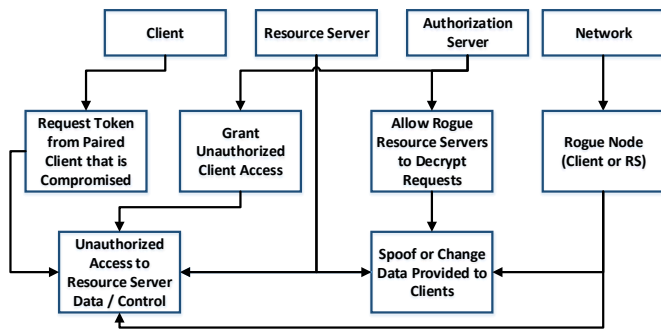 Client
Resource Server
Authorization
Server
Network
Request Token
from Paired
Client that is
Compromised
Grant
Unauthorized
Client Access
Allow Rogue
Resource Servers
to Decrypt
Requests
Rogue Node
(Client or RS)
Unauthorized
Access to
Resource Server
Data / Control
Spoof or Change
Data Provided to
Clients